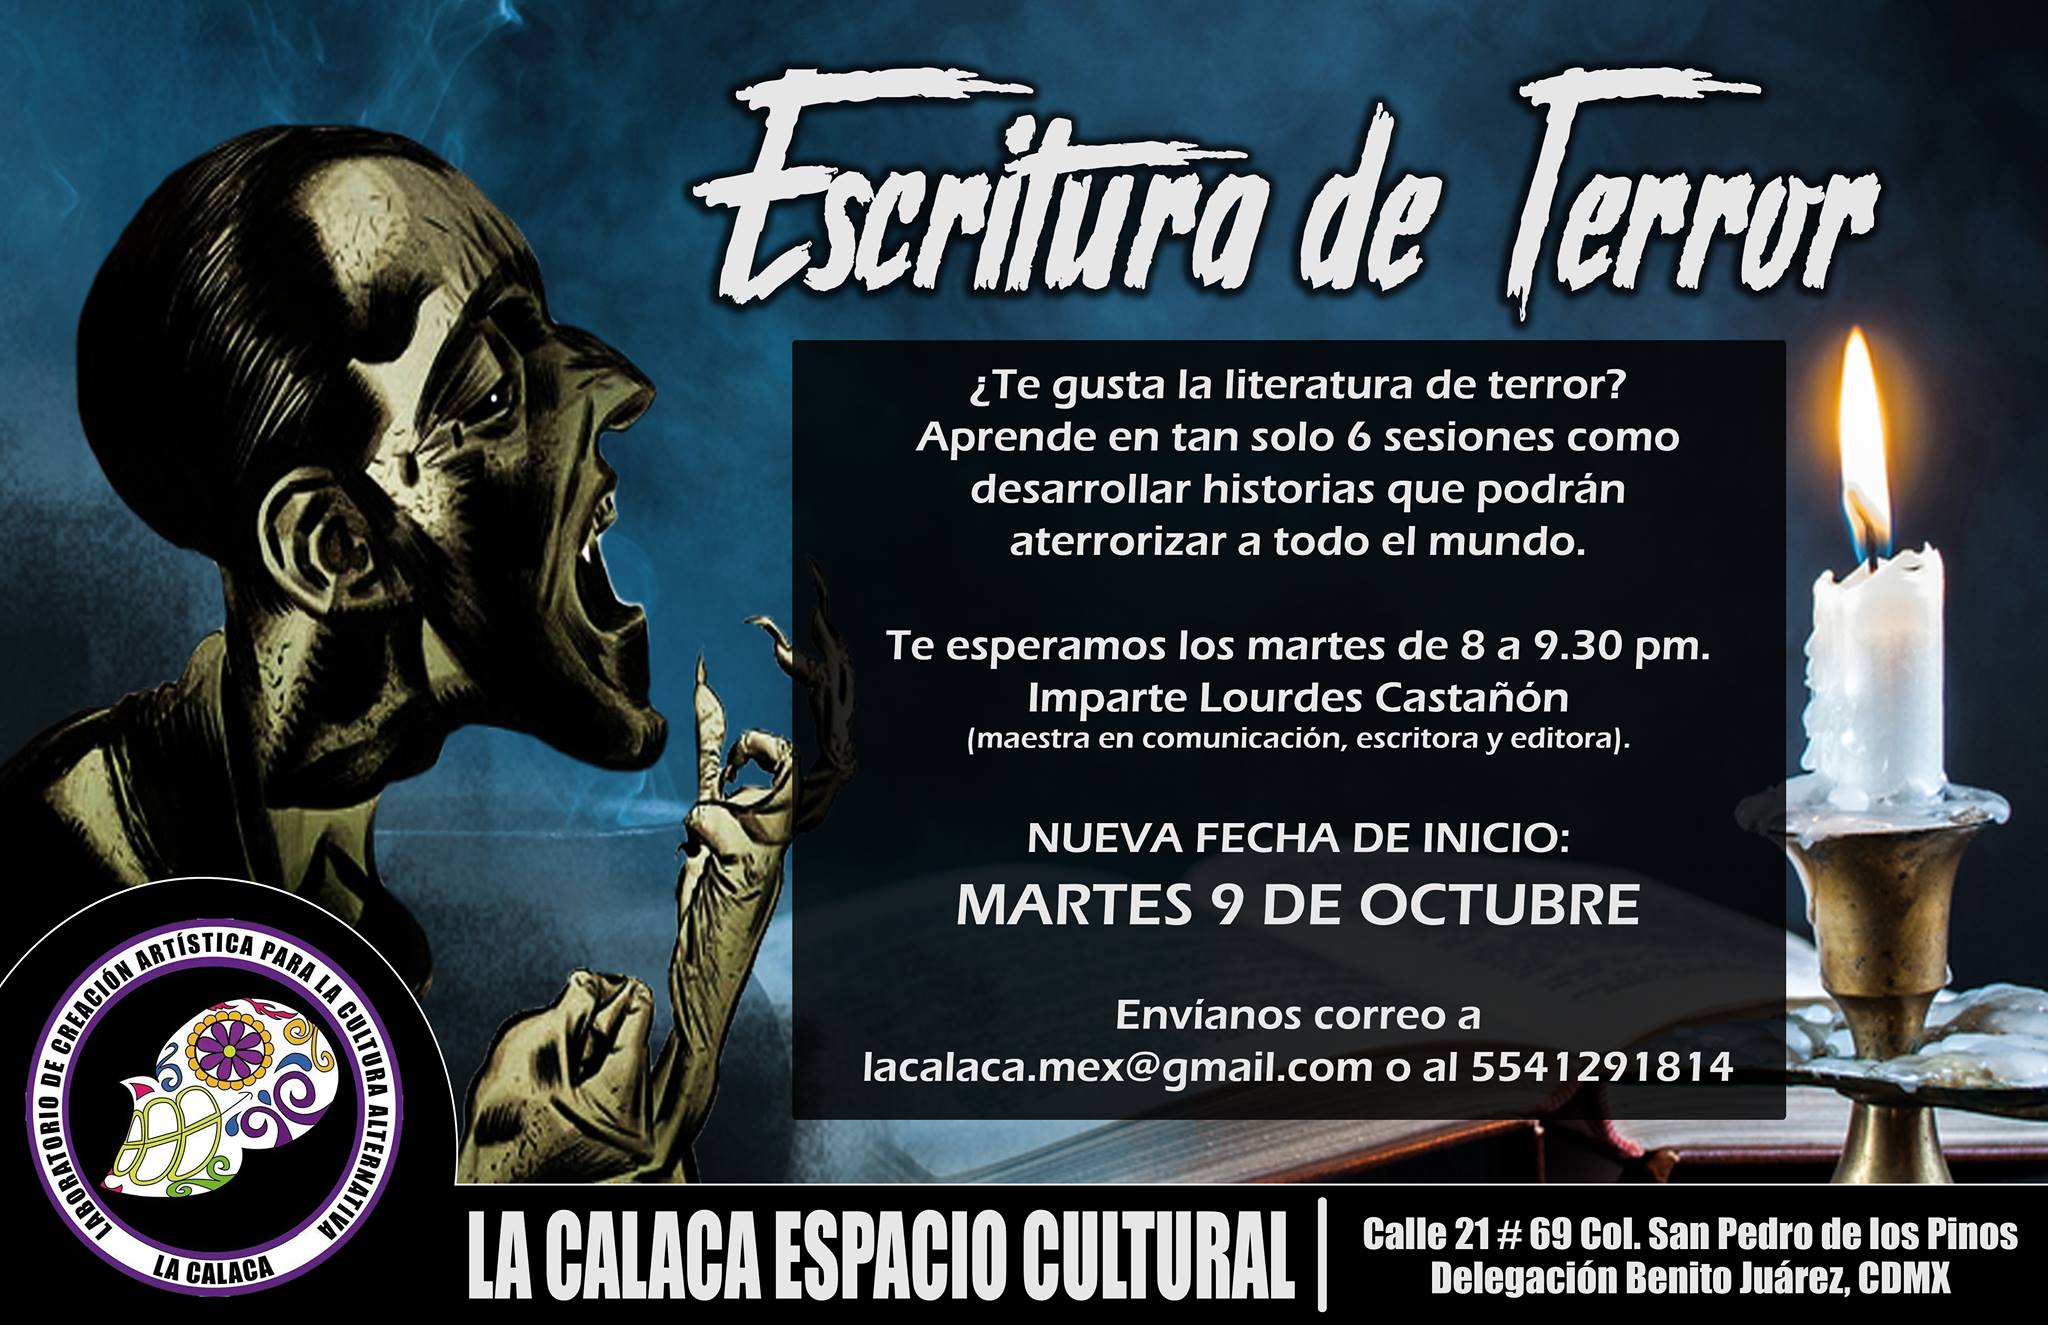 Escritura de Terror
¿Te gusta la literatura de terror?
Aprende en tan solo 6 sesiones como
desarrollar historias que podrán
aterrorizar a todo el mundo.
Te esperamos los martes de 8 a 9.30 pm.
Imparte Lourdes Castañón
(maestra en comunicación, escritora y editora).
NUEVA FECHA DE INICIO:
MARTES 9 DE OCTUBRE
Envíanos correo a
lacalaca.mex@gmail.com o al 5541291814
LABORATORIO DE CREACIÓN ARTÍSTICA PARA LA CULTURA ALTERNATIVA
LA CALACA
LA CALACA ESPACIO CULTURAL
Calle 21 # 69 Col. San Pedro de los Pinos
Delegación Benito Juárez, CDMX